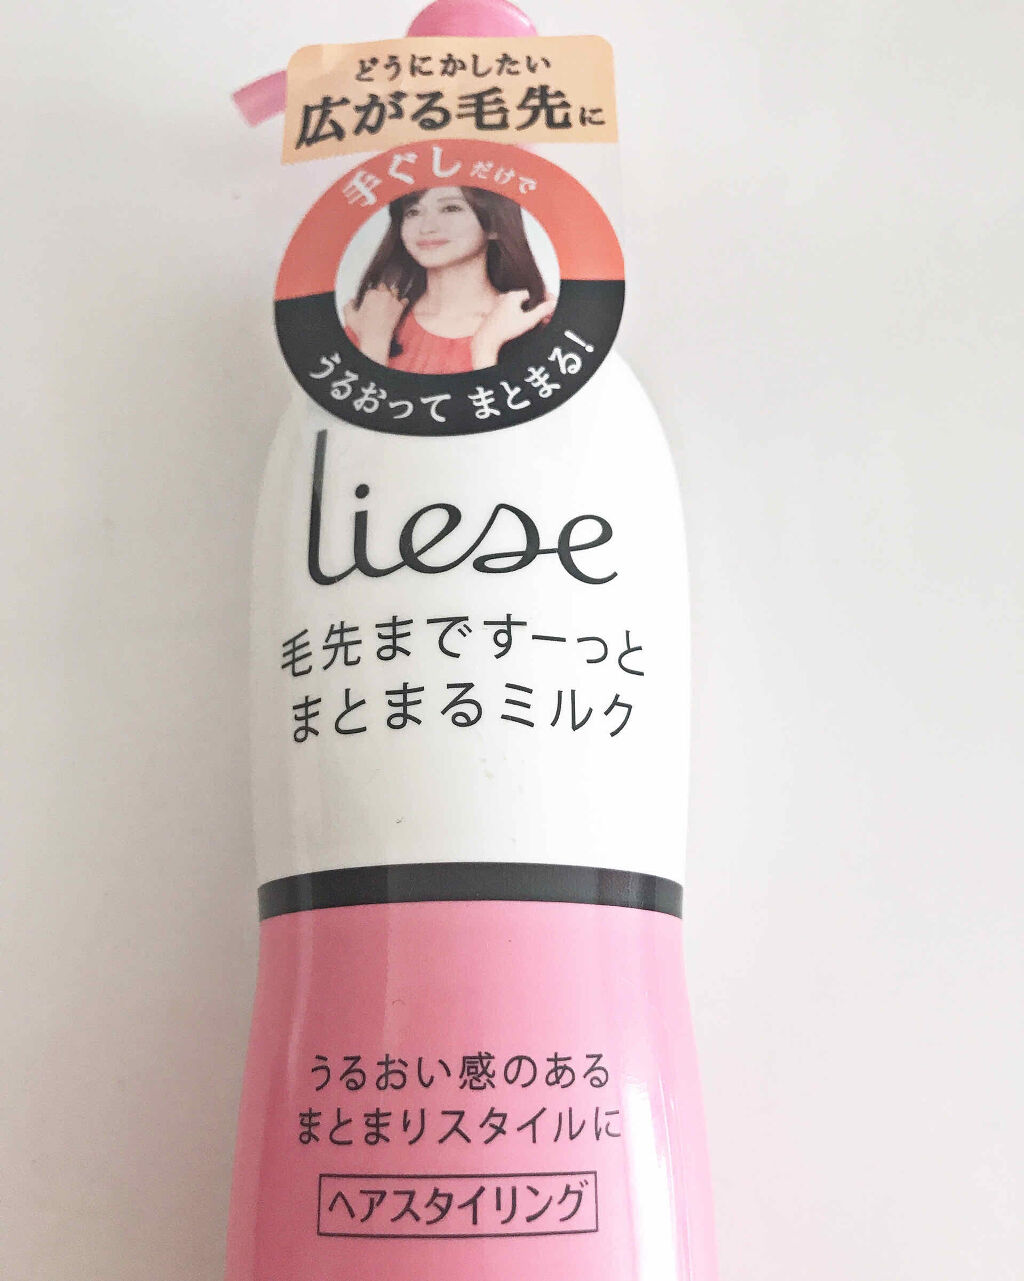 どうにかしたい
広がる毛先に
手ぐしだけで
うるおって まとまる!
liese
毛先まですーっと
まとまるミルク
うるおい感のある
まとまりスタイルに
ヘアスタイリング